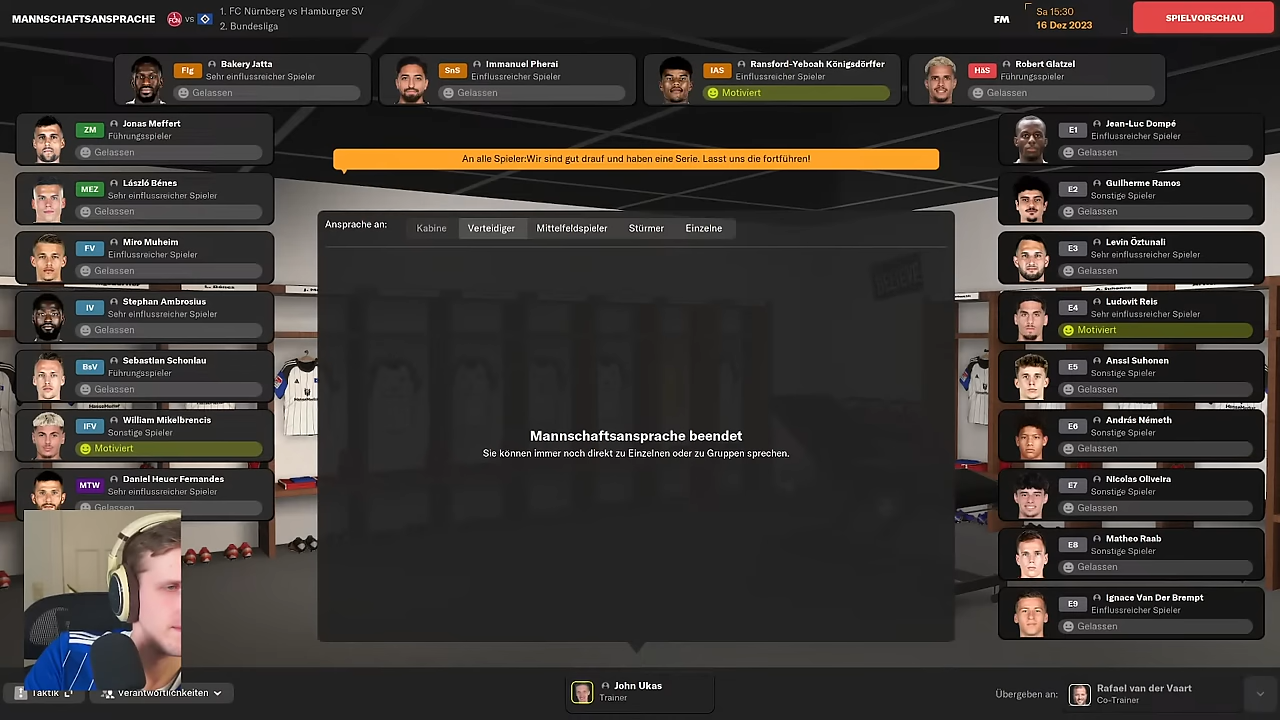 MANNSCHAFTSANSPRACHE
vs
1. FC Nürnberg vs Hamburger SV
2. Bundesliga
FM
Sa 15:30
16 Dez 2023
SPIELVORSCHAU
Flg
Bakery Jatta
Sehr einflussreicher Spieler
Gelassen
SnS
Immanuel Pherai
Einflussreicher Spieler
Gelassen
IAS
Ransford-Yeboah Königsdörffer
Einflussreicher Spieler
Motiviert
H&S
Robert Glatzel
Führungsspieler
Gelassen
ZM
Jonas Meffert
Führungsspieler
Gelassen
MEZ
László Bénes
Sehr einflussreicher Spieler
Gelassen
FV
Miro Muheim
Einflussreicher Spieler
Gelassen
IV
Stephan Ambrosius
Sehr einflussreicher Spieler
Gelassen
BsV
Sebastian Schonlau
Führungsspieler
Gelassen
IFV
William Mikelbrencis
Sonstige Spieler
Motiviert
MTW
Daniel Heuer Fernandes
Sehr einflussreicher Spieler
Gelassen
An alle Spieler:Wir sind gut drauf und haben eine Serie. Lasst uns die fortführen!
Ansprache an:
Kabine
Verteidiger
Mittelfeldspieler
Stürmer
Einzelne
BELIEVE
Mannschaftsansprache beendet
Sie können immer noch direkt zu Einzelnen oder zu Gruppen sprechen.
E1
Jean-Luc Dompé
Einflussreicher Spieler
Gelassen
E2
Guilherme Ramos
Sonstige Spieler
Gelassen
E3
Levin Öztunali
Sehr einflussreicher Spieler
Gelassen
E4
Ludovit Reis
Sehr einflussreicher Spieler
Motiviert
E5
Anssi Suhonen
Sonstige Spieler
Gelassen
E6
András Németh
Sonstige Spieler
Gelassen
E7
Nicolas Oliveira
Sonstige Spieler
Gelassen
E8
Matheo Raab
Sonstige Spieler
Gelassen
E9
Ignace Van Der Brempt
Einflussreicher Spieler
Gelassen
Taktik
Verantwortlichkeiten
John Ukas
Trainer
Übergeben an:
Rafael van der Vaart
Co-Trainer